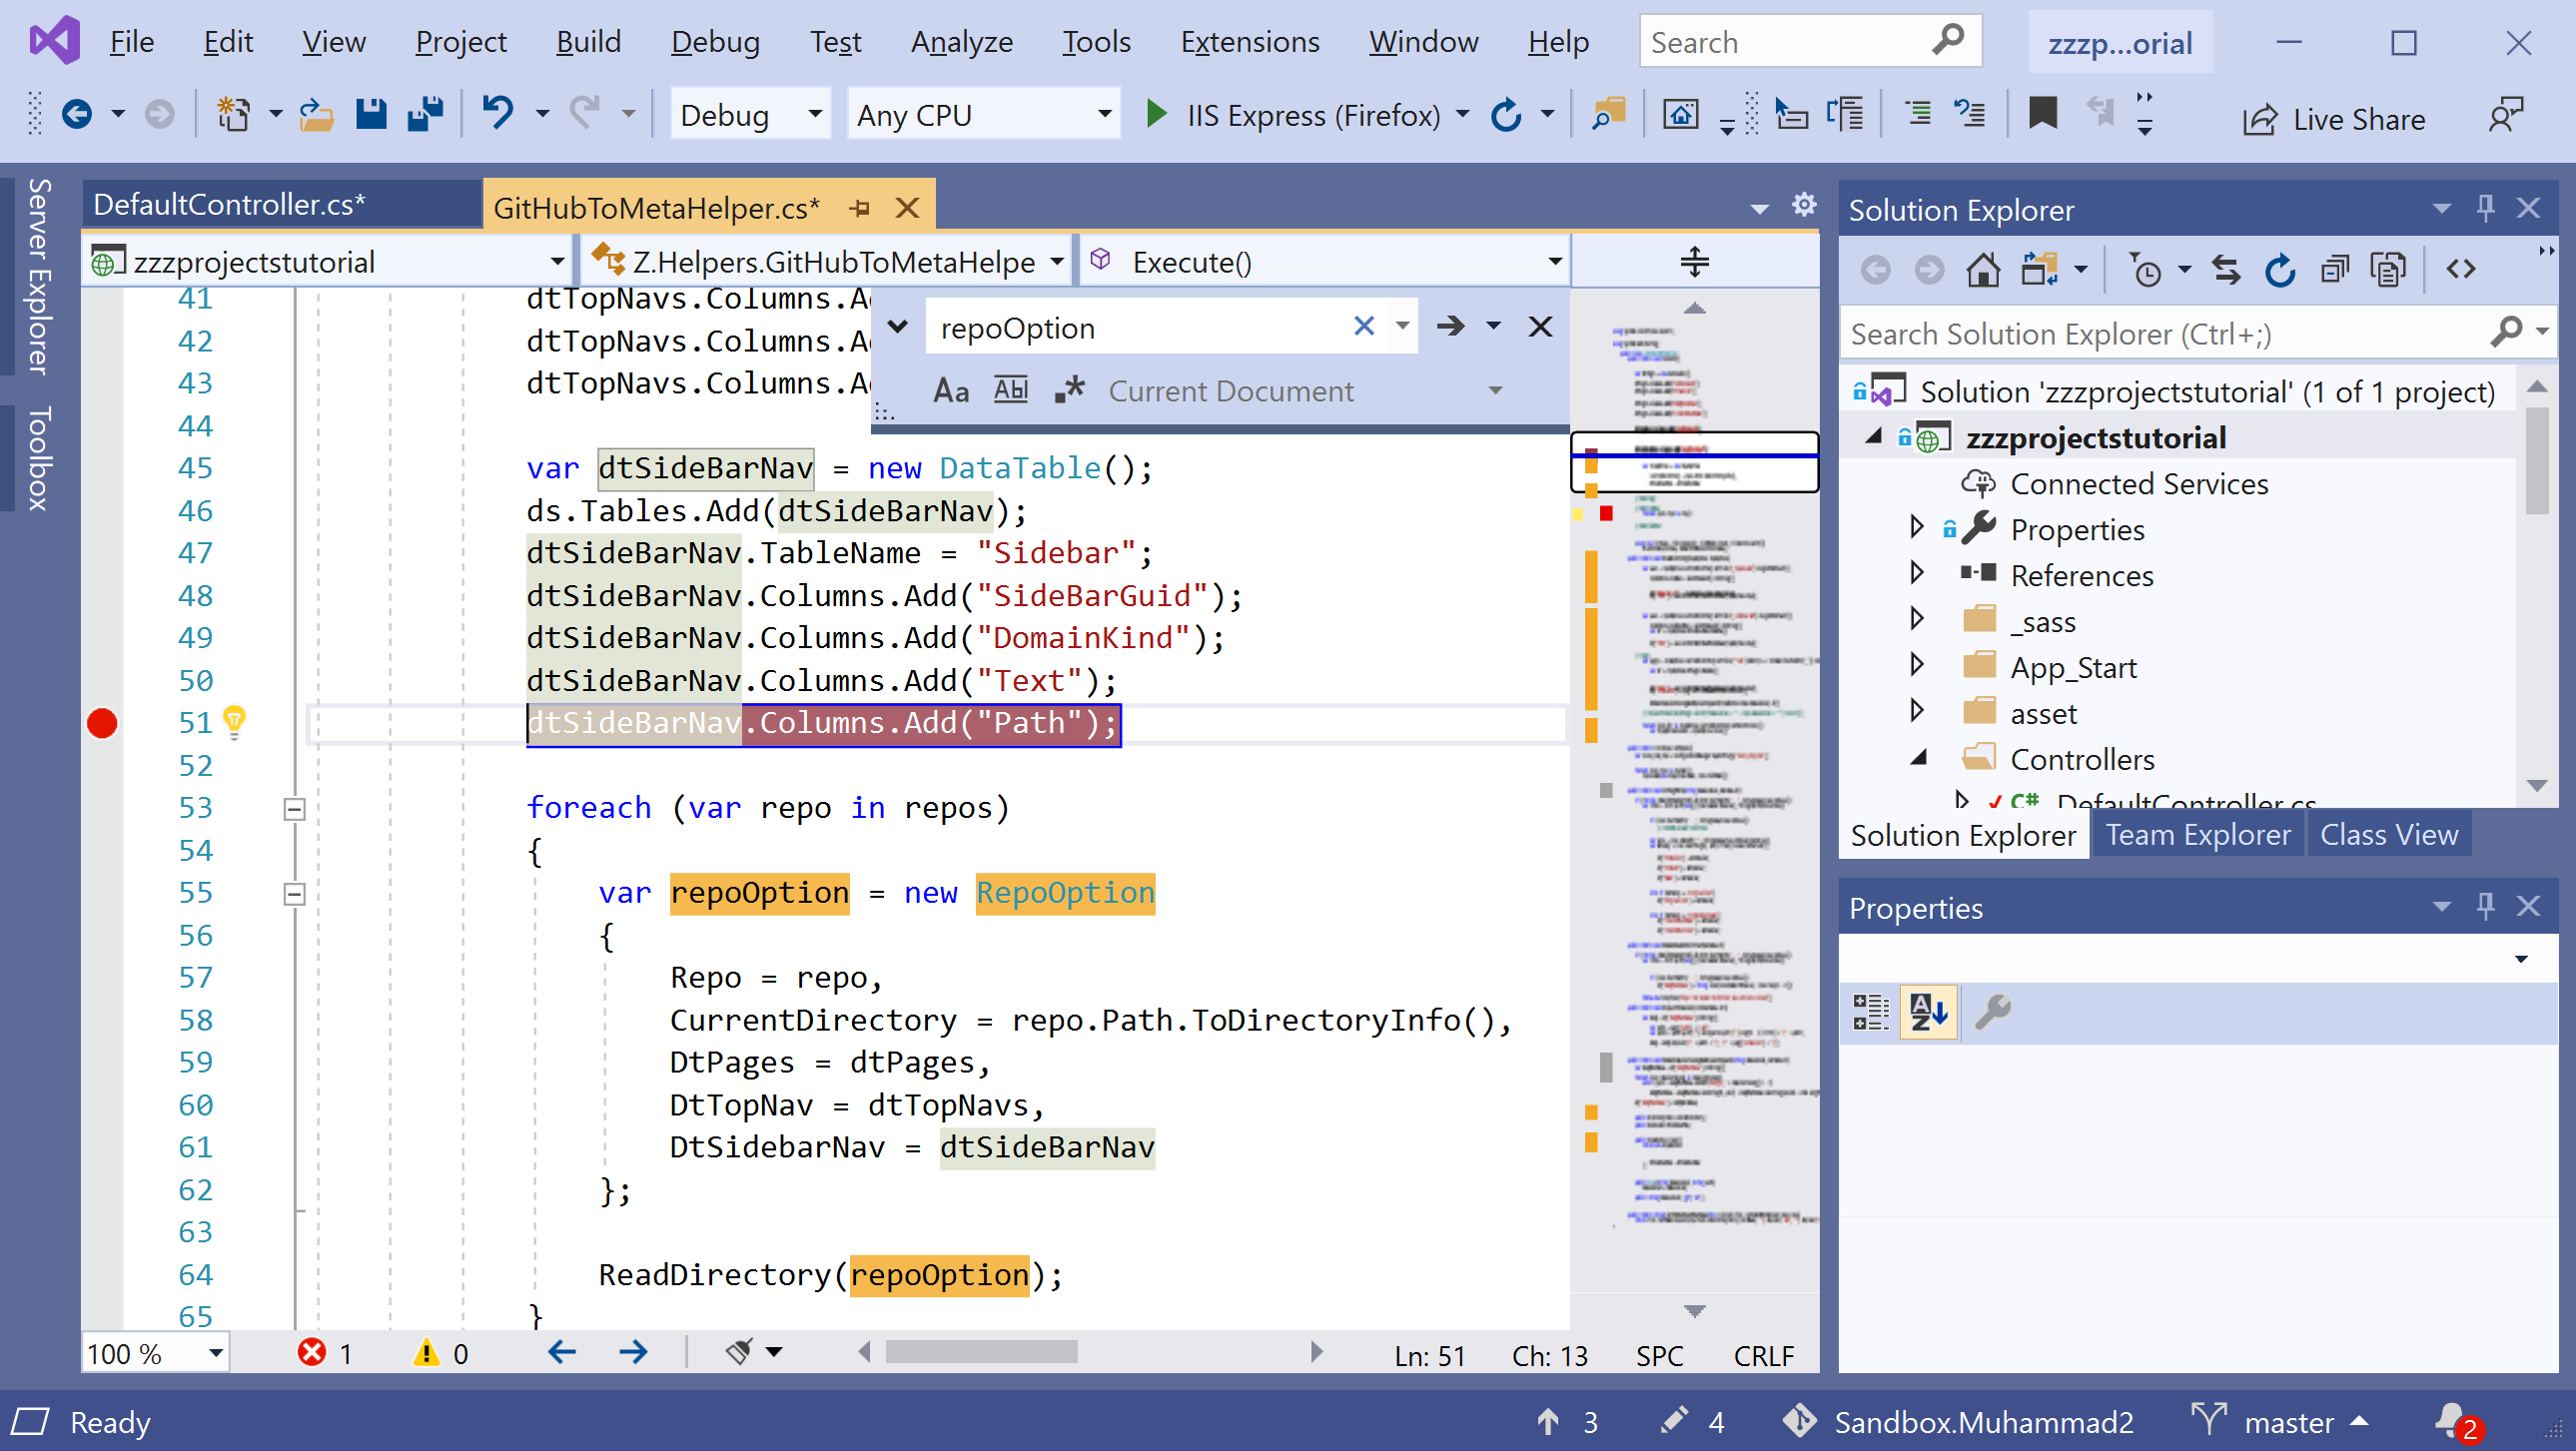 File Edit View Project Build Debug Test Analyze Tools Extensions Window Help Search zzzp...orial
Debug Any CPU IIS Express (Firefox) Live Share
Server Explorer
Toolbox
DefaultController.cs* GitHubToMetaHelper.cs*
zzzprojectstutorial Z.Helpers.GitHubToMetaHelpe Execute()
repoOption
Aa Abl .* Current Document
41 dtTopNavs.Columns.Ad
42 dtTopNavs.Columns.Ad
43 dtTopNavs.Columns.Ad
44
45 var dtSideBarNav = new DataTable();
46 ds.Tables.Add(dtSideBarNav);
47 dtSideBarNav.TableName = "Sidebar";
48 dtSideBarNav.Columns.Add("SideBarGuid");
49 dtSideBarNav.Columns.Add("DomainKind");
50 dtSideBarNav.Columns.Add("Text");
51 dtSideBarNav.Columns.Add("Path");
52
53 foreach (var repo in repos)
54 {
55 var repoOption = new RepoOption
56 {
57 Repo = repo,
58 CurrentDirectory = repo.Path.ToDirectoryInfo(),
59 DtPages = dtPages,
60 DtTopNav = dtTopNavs,
61 DtSidebarNav = dtSideBarNav
62 };
63
64 ReadDirectory(repoOption);
65 }
100 % 1 0 Ln: 51 Ch: 13 SPC CRLF
Solution Explorer
Search Solution Explorer (Ctrl+;)
Solution 'zzzprojectstutorial' (1 of 1 project)
zzzprojectstutorial
Connected Services
Properties
References
_sass
App_Start
asset
Controllers
C# DefaultController.cs
Solution Explorer Team Explorer Class View
Properties
Ready 3 4 Sandbox.Muhammad2 master 2